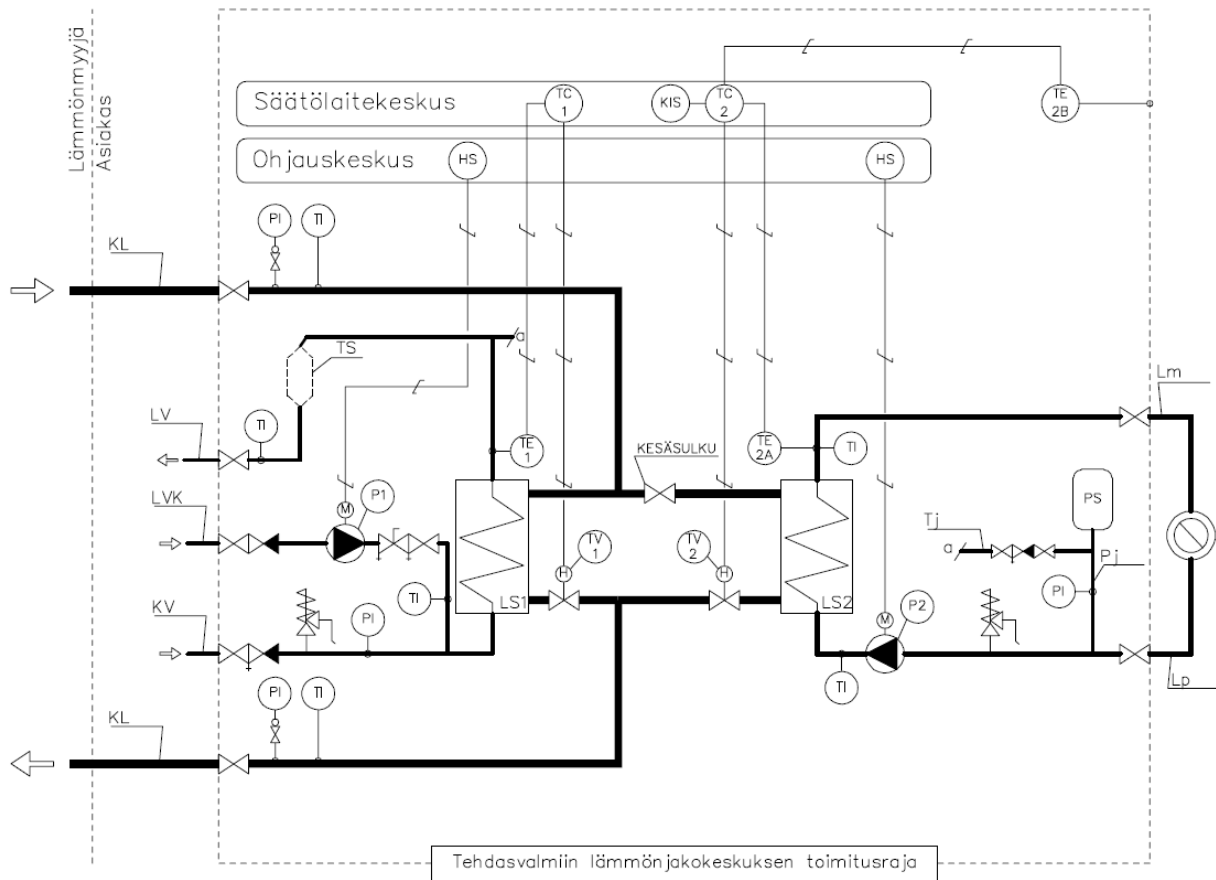 Lämmönmyyjä
Asiakas
Säätölaitekeskus
TC
1
KIS
TC
2
TE
2B
Ohjauskeskus
HS
HS
PI
TI
KL
a
TS
LV
TI
TE
1
TE
2A
TI
Lm
KESÄSULKU
LVK
M
P1
PS
Tj
a
Pj
TV
1
TV
2
H
H
TI
LS1
LS2
PI
KV
PI
M
P2
TI
Lp
PI
TI
KL
Tehdasvalmiin lämmönjakokeskuksen toimitusraja